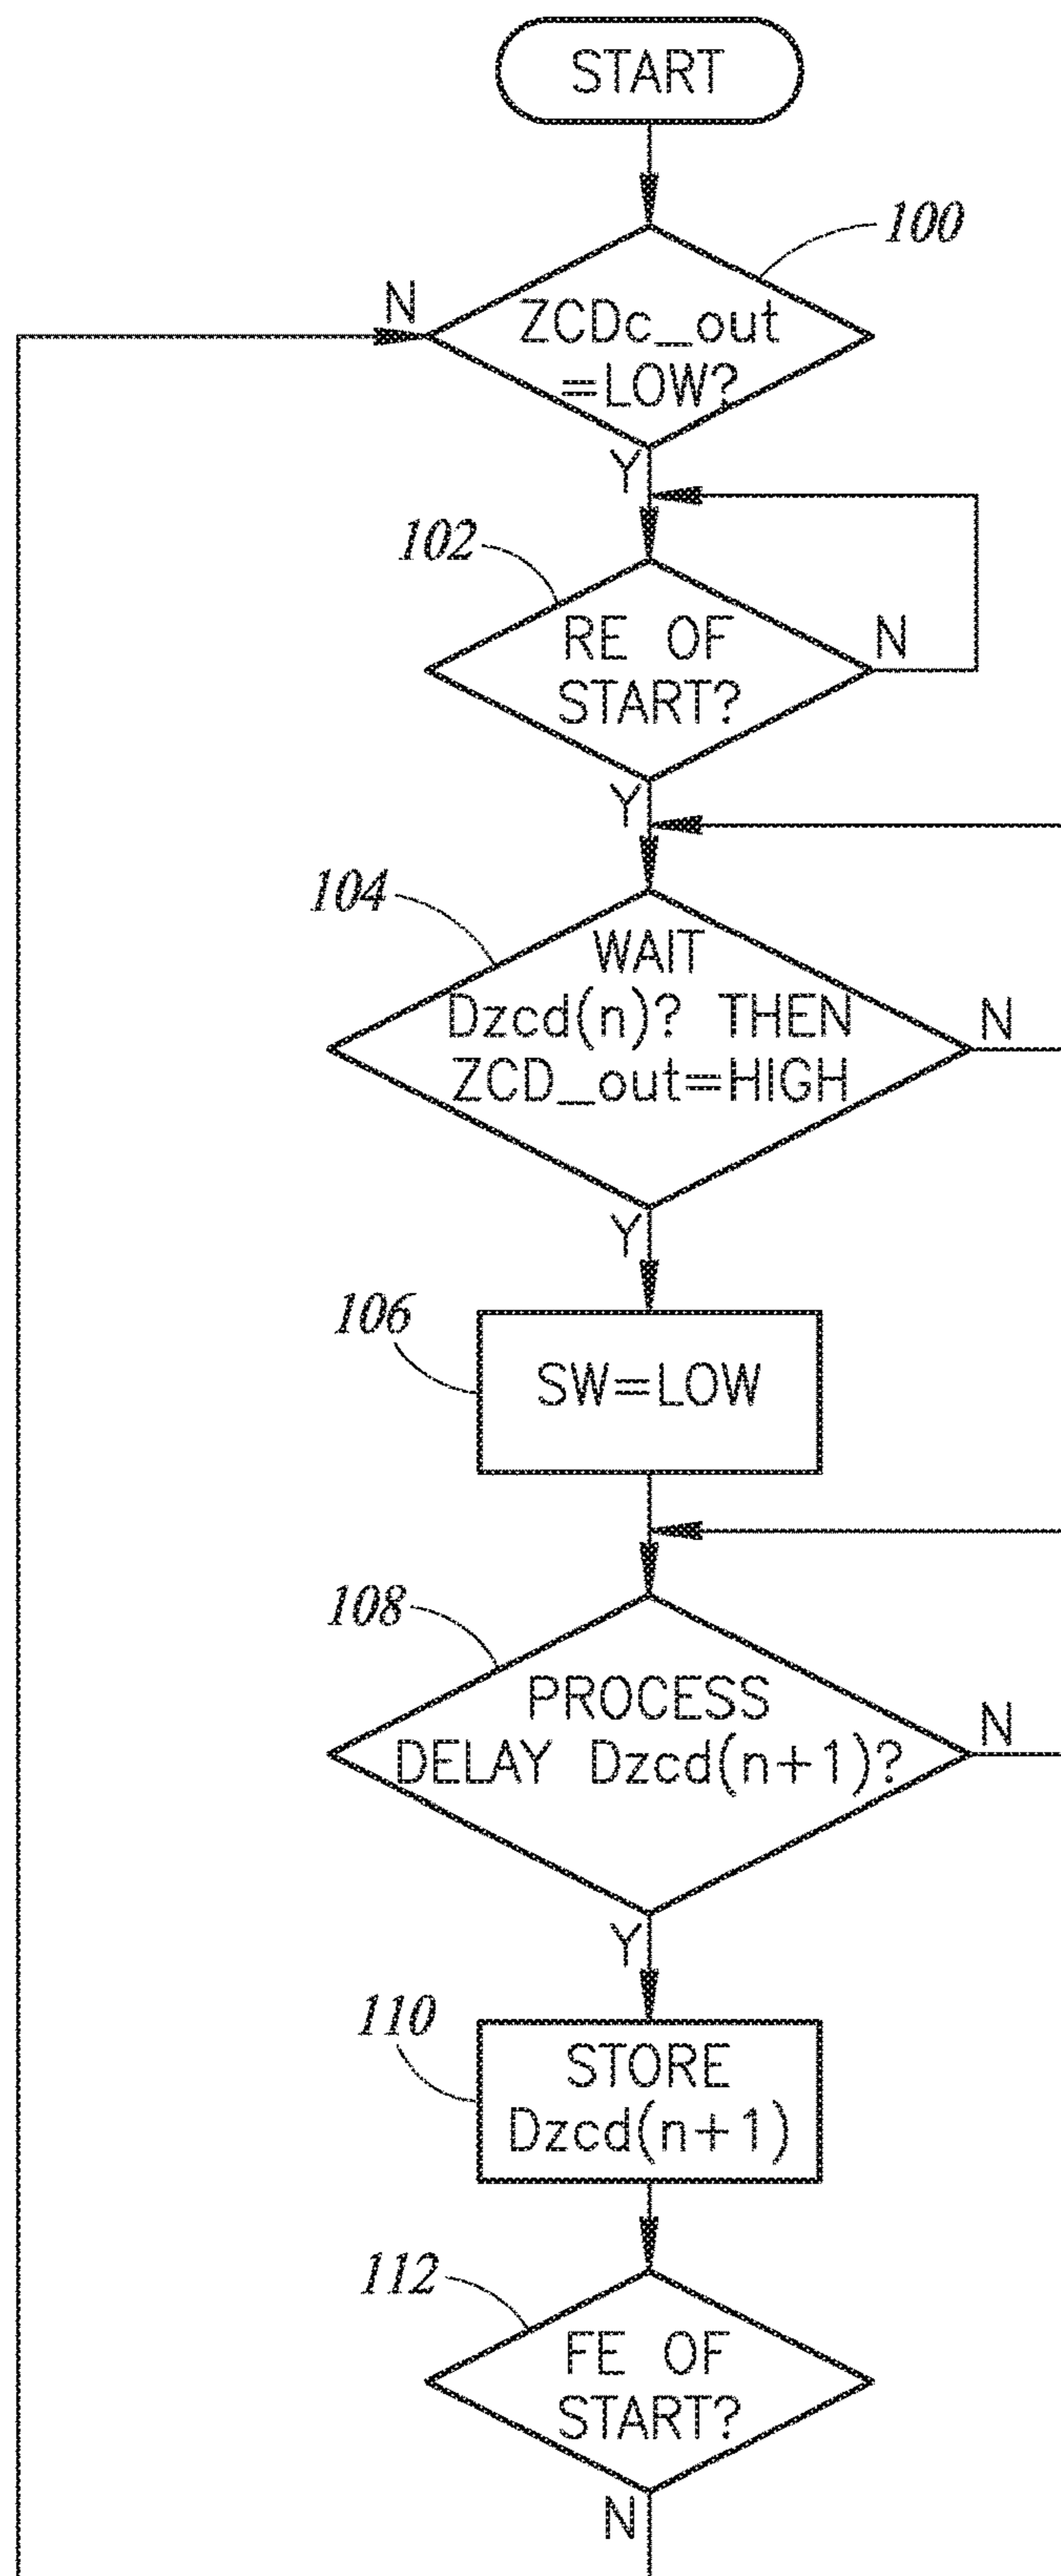 START
100
N
ZCDc_out
=LOW?
Y
102
RE OF
START?
N
Y
104
WAIT
Dzcd(n)? THEN
ZCD_out=HIGH
N
Y
106
SW=LOW
108
PROCESS
DELAY Dzcd(n+1)?
N
Y
110
STORE
Dzcd(n+1)
112
FE OF
START?
N